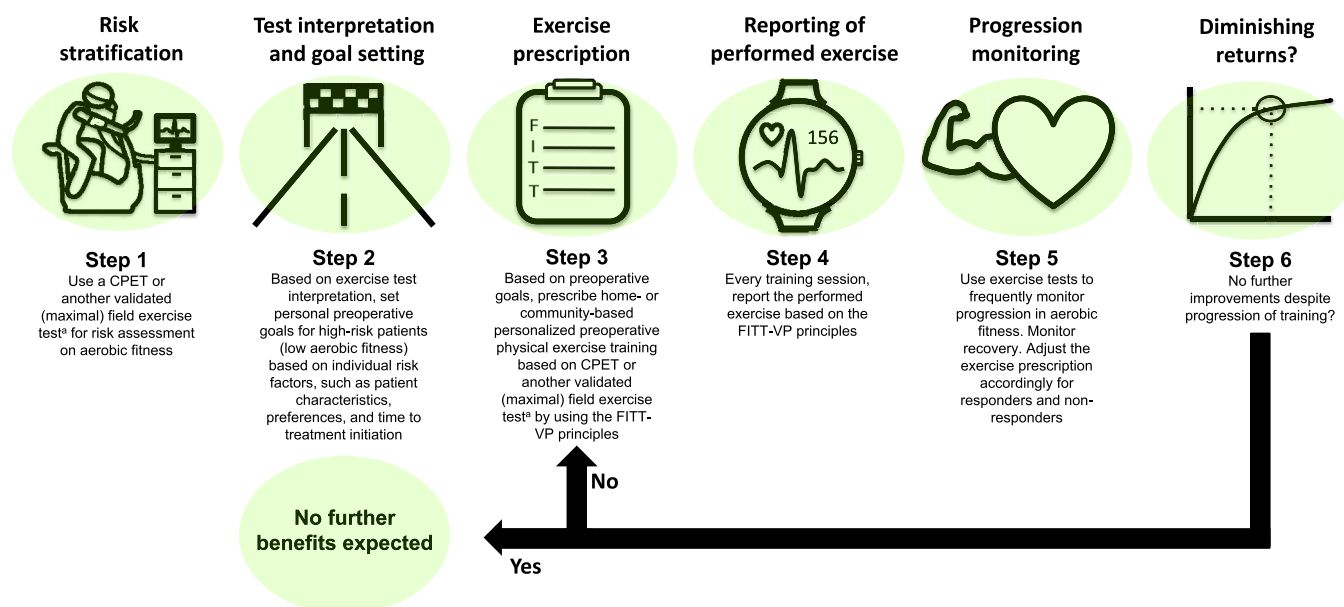 Risk
stratification
Test interpretation
and goal setting
Exercise
prescription
Reporting of
performed exercise
Progression
monitoring
Diminishing
returns?
F
I
T
T
156
Step 1
Use a CPET or
another validated
(maximal) field exercise
testᵃ for risk assessment
on aerobic fitness
Step 2
Based on exercise test
interpretation, set
personal preoperative
goals for high-risk patients
(low aerobic fitness)
based on individual risk
factors, such as patient
characteristics,
preferences, and time to
treatment initiation
Step 3
Based on preoperative
goals, prescribe home- or
community-based
personalized preoperative
physical exercise training
based on CPET or
another validated
(maximal) field exercise
testᵃ by using the FITT-
VP principles
Step 4
Every training session,
report the performed
exercise based on the
FITT-VP principles
Step 5
Use exercise tests to
frequently monitor
progression in aerobic
fitness. Monitor
recovery. Adjust the
exercise prescription
accordingly for
responders and non-
responders
Step 6
No further
improvements despite
progression of training?
No
Yes
No further
benefits expected